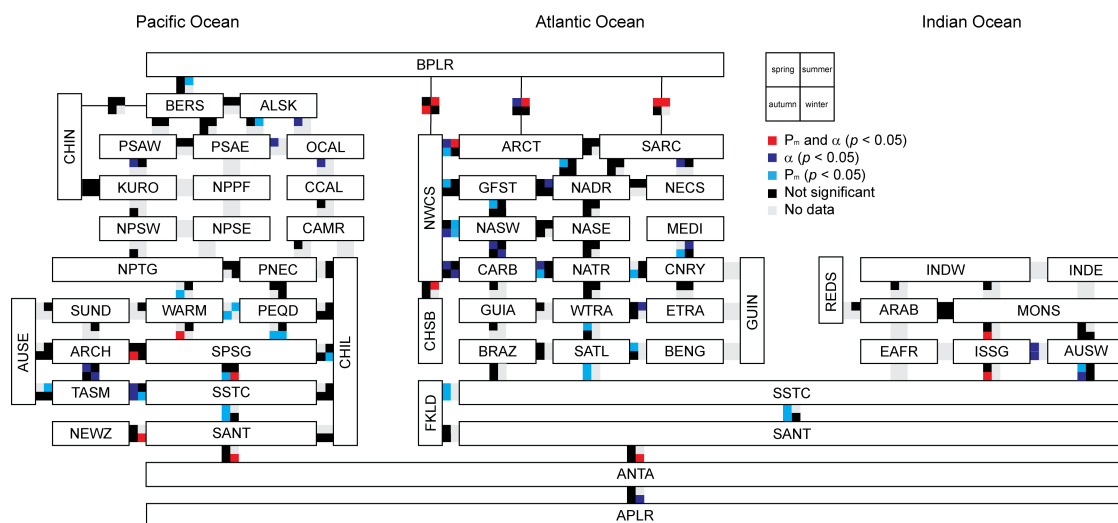 Pacific Ocean
Atlantic Ocean
Indian Ocean
BPLR
spring
summer
autumn
winter
Pm and α (p < 0.05)
α (p < 0.05)
Pm (p < 0.05)
Not significant
No data
CHIN
BERS
ALSK
PSAW
PSAE
OCAL
KURO
NPPF
CCAL
NPSW
NPSE
CAMR
NPTG
PNEC
AUSE
SUND
WARM
PEQD
CHIL
ARCH
SPSG
TASM
SSTC
NEWZ
SANT
NWCS
ARCT
SARC
GFST
NADR
NECS
NASW
NASE
MEDI
CARB
NATR
CNRY
GUIN
CHSB
GUIA
WTRA
ETRA
BRAZ
SATL
BENG
REDS
INDW
INDE
ARAB
MONS
EAFR
ISSG
AUSW
FKLD
SSTC
SANT
ANTA
APLR